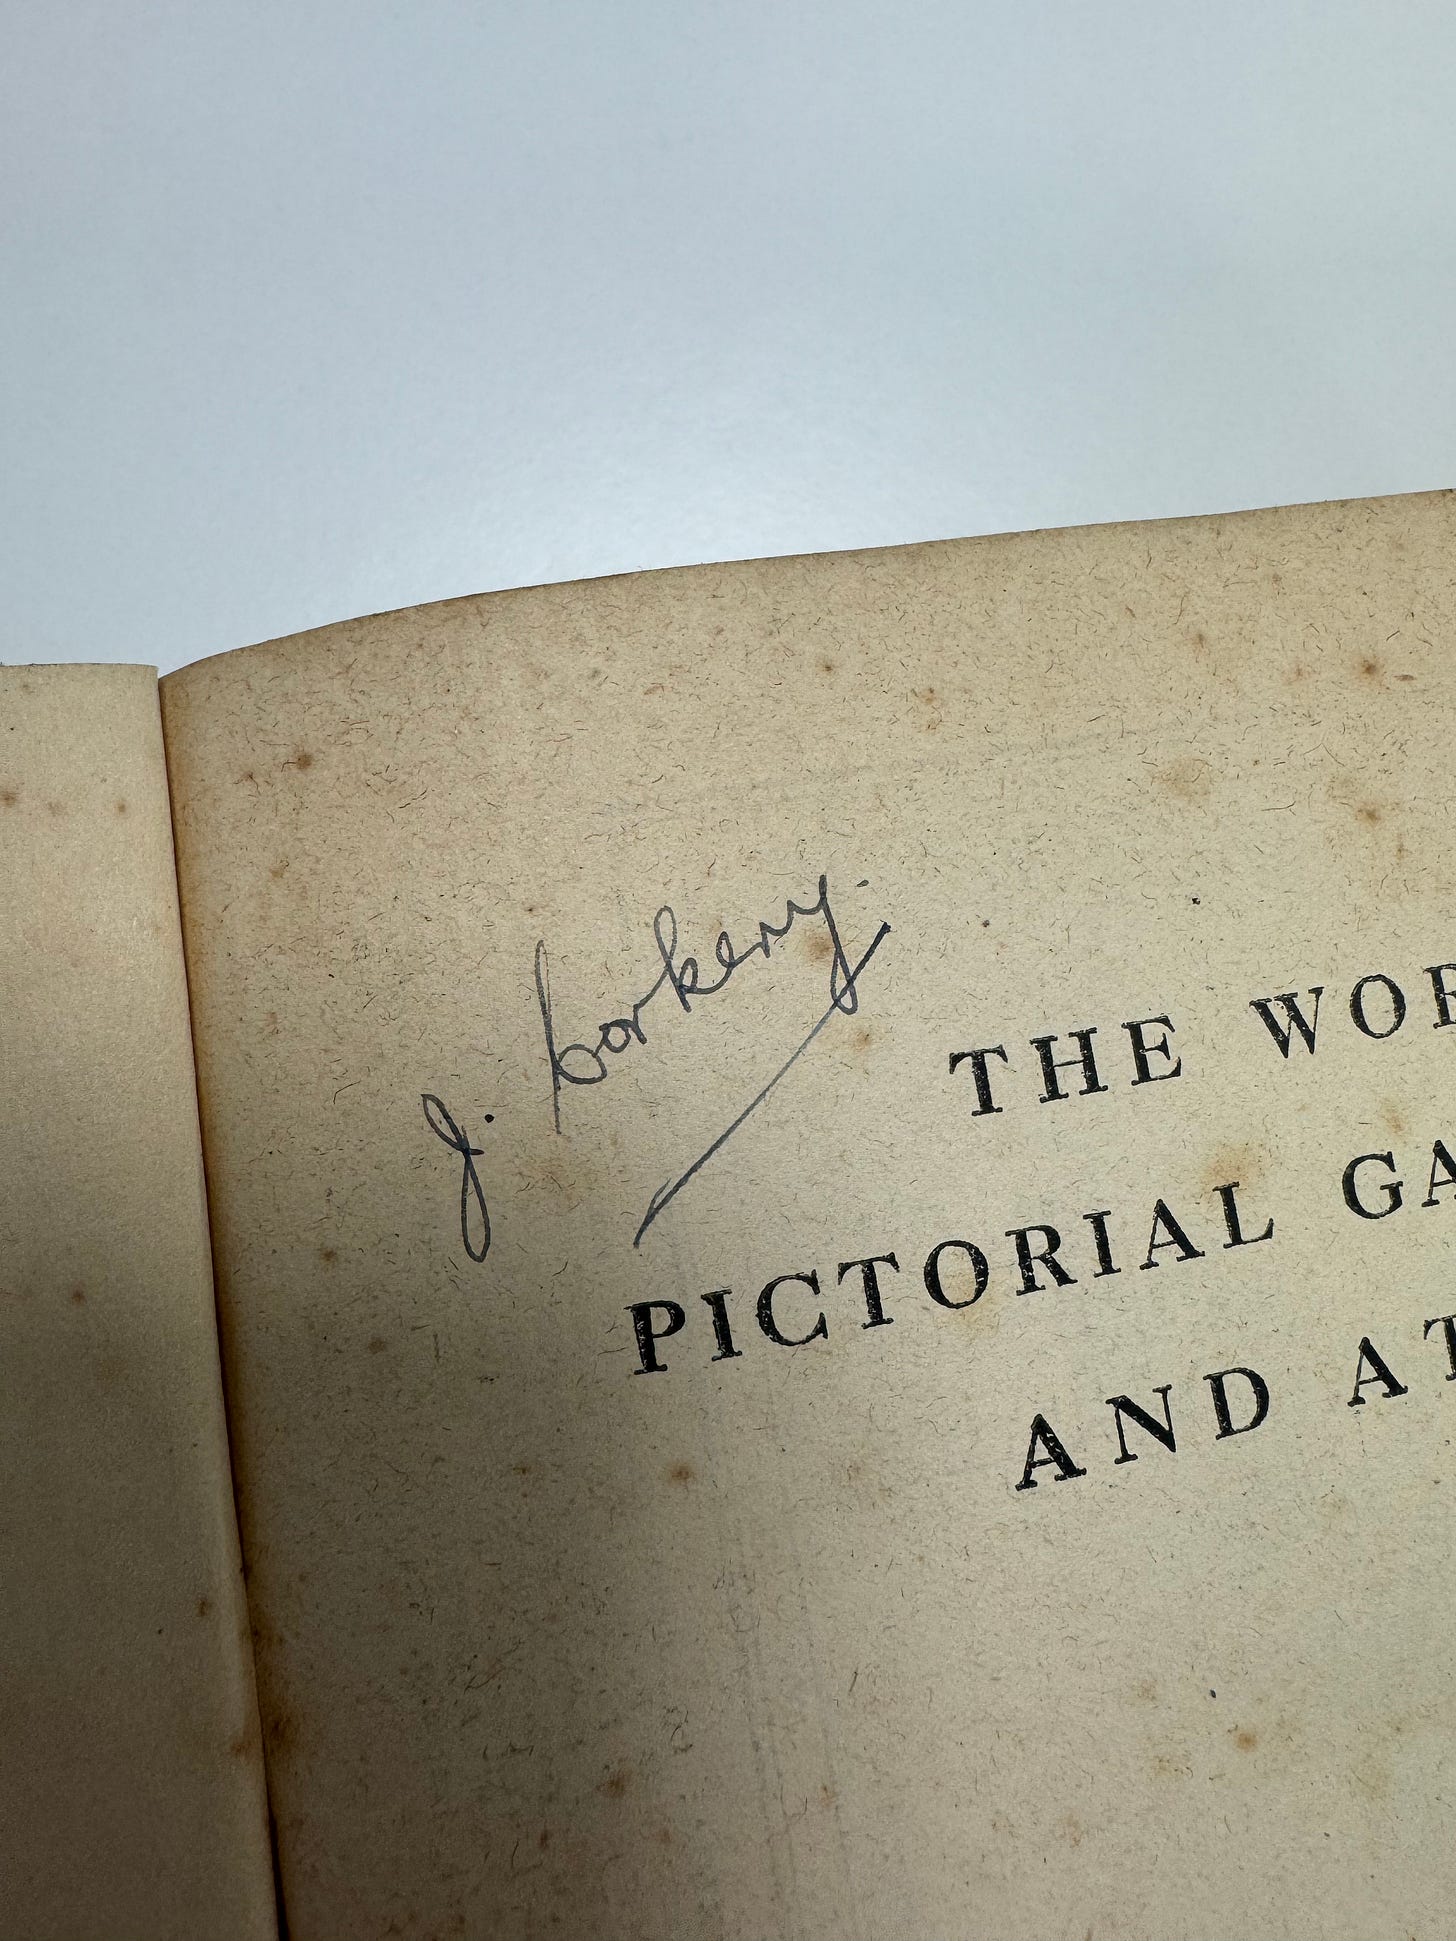 J. Corkery.
THE WOR
PICTORIAL GA
AND AT